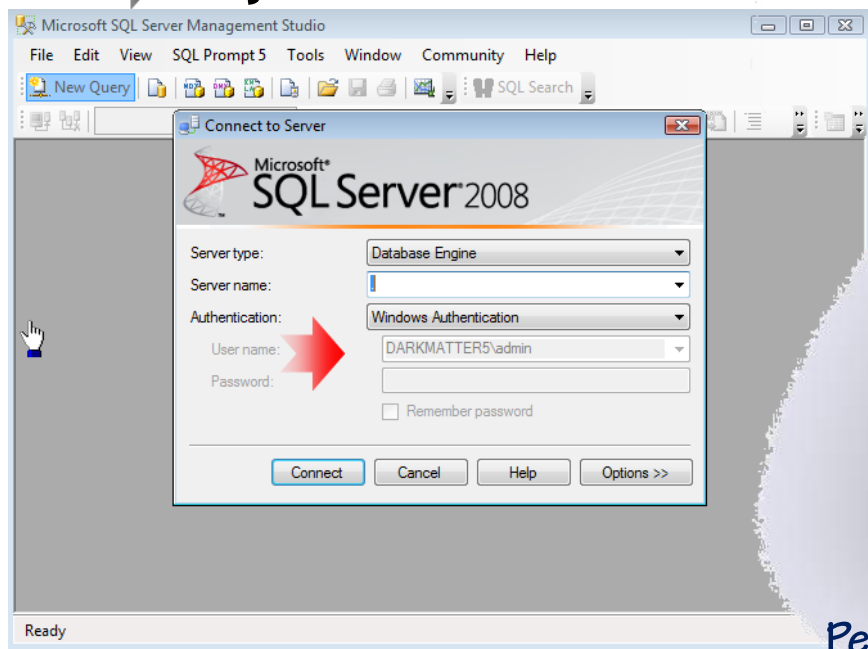 Microsoft SQL Server Management Studio
File Edit View SQL Prompt 5 Tools Window Community Help
New Query SQL Search
Connect to Server
Microsoft®
SQL Server® 2008
Server type: Database Engine
Server name: .
Authentication: Windows Authentication
User name: DARKMATTER5\admin
Password:
Remember password
Connect Cancel Help Options >>
Ready
Pe